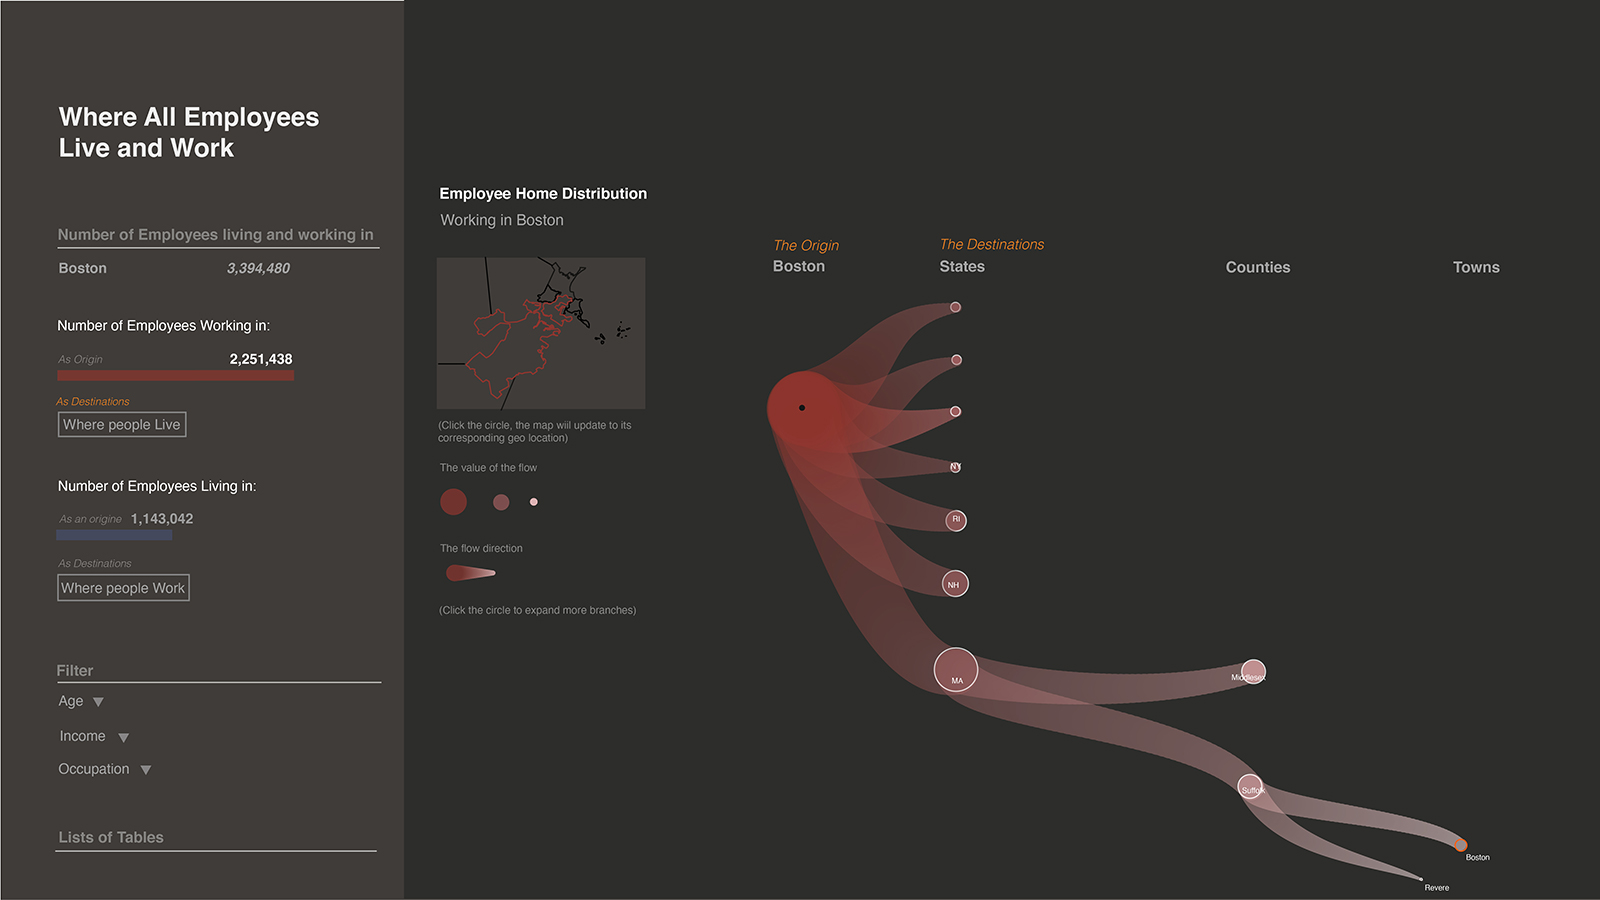 Where All Employees
Live and Work
Number of Employees living and working in
Boston 3,394,480
Number of Employees Working in:
As Origin 2,251,438
As Destinations
Where people Live
Number of Employees Living in:
As an origine 1,143,042
As Destinations
Where people Work
Filter
Age
Income
Occupation
Lists of Tables
Employee Home Distribution
Working in Boston
(Click the circle, the map wiil update to its
corresponding geo location)
The value of the flow
The flow direction
(Click the circle to expand more branches)
The Origin
Boston
The Destinations
States
Counties
Towns
NY
RI
NH
MA
Middlesex
Suffolk
Boston
Revere